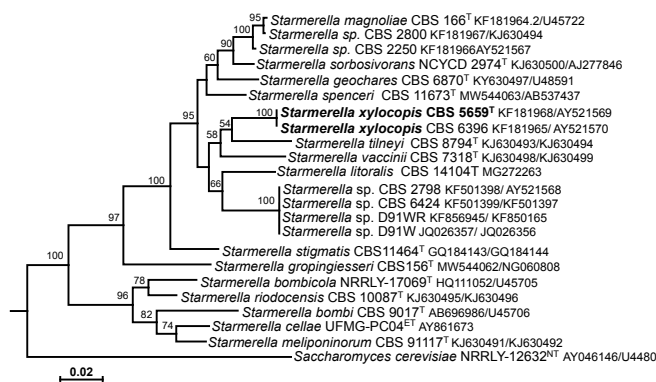 Starmerella magnoliae CBS 166T KF181964.2/U45722
95
Starmerella sp. CBS 2800 KF181967/KJ630494
100
Starmerella sp. CBS 2250 KF181966AY521567
90
Starmerella sorbosivorans NCYCD 2974T KJ630500/AJ277846
60
Starmerella geochares CBS 6870T KY630497/U48591
Starmerella spenceri CBS 11673T MW544063/AB537437
95
Starmerella xylocopis CBS 5659T KF181968/AY521569
100
54
Starmerella xylocopis CBS 6396 KF181965/ AY521570
58
Starmerella tilneyi CBS 8794T KJ630493/KJ630494
Starmerella vaccinii CBS 7318T KJ630498/KJ630499
Starmerella litoralis CBS 14104T MG272263
100
66
Starmerella sp. CBS 2798 KF501398/ AY521568
Starmerella sp. CBS 6424 KF501399/KF501397
100
Starmerella sp. D91WR KF856945/ KF850165
97
Starmerella sp. D91W JQ026357/ JQ026356
Starmerella stigmatis CBS11464T GQ184143/GQ184144
100
Starmerella gropingiesseri CBS156T MW544062/NG060808
78
Starmerella bombicola NRRLY-17069T HQ111052/U45705
96
Starmerella riodocensis CBS 10087T KJ630495/KJ630496
82
Starmerella bombi CBS 9017T AB696986/U45706
74
Starmerella cellae UFMG-PC04ET AY861673
Starmerella meliponinorum CBS 91117T KJ630491/KJ630492
Saccharomyces cerevisiae NRRLY-12632NT AY046146/U4480
0.02